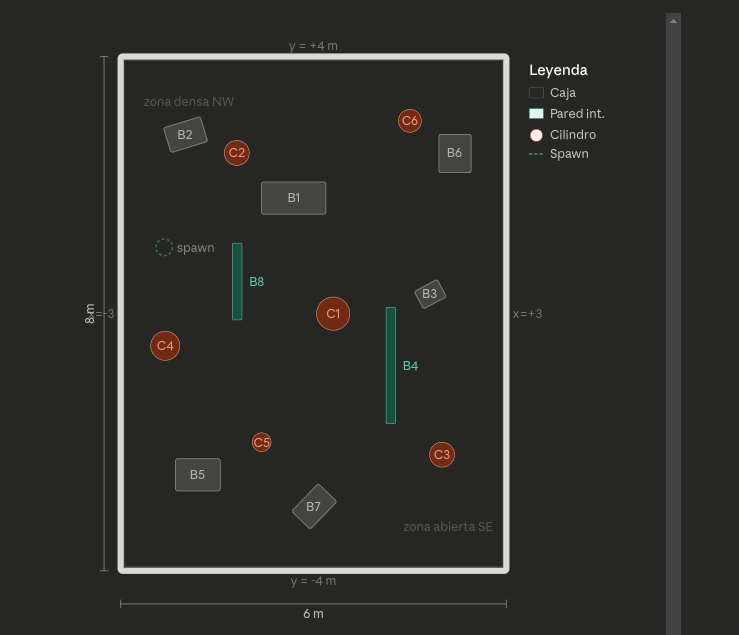 y = +4 m
zona densa NW
Leyenda
Caja
Pared int.
Cilindro
Spawn
C6
B2
C2
B6
B1
spawn
B8
B3
C1
8 m
x=-3
x=+3
C4
B4
C5
C3
B5
B7
zona abierta SE
y = -4 m
6 m